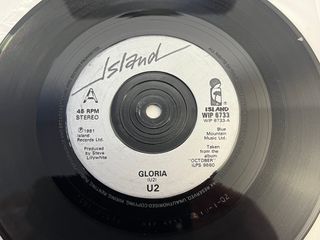 Island
A
45 RPM
STEREO
ISLAND
WIP 6733
WIP 6733-A
℗1981
Island
Records Ltd.
Produced by
Steve
Lillywhite
Blue
Mountain
Music Ltd.
Taken
from the
album
"OCTOBER"
ILPS 9680
GLORIA
(U2)
U2